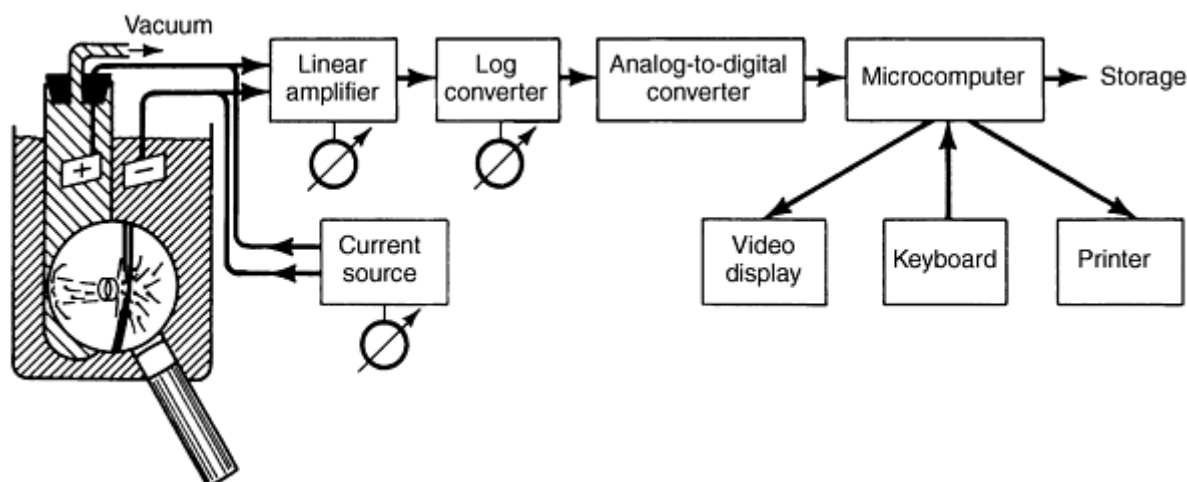 Vacuum
Linear
amplifier
Log
converter
Analog-to-digital
converter
Microcomputer
Storage
+
−
Current
source
Video
display
Keyboard
Printer